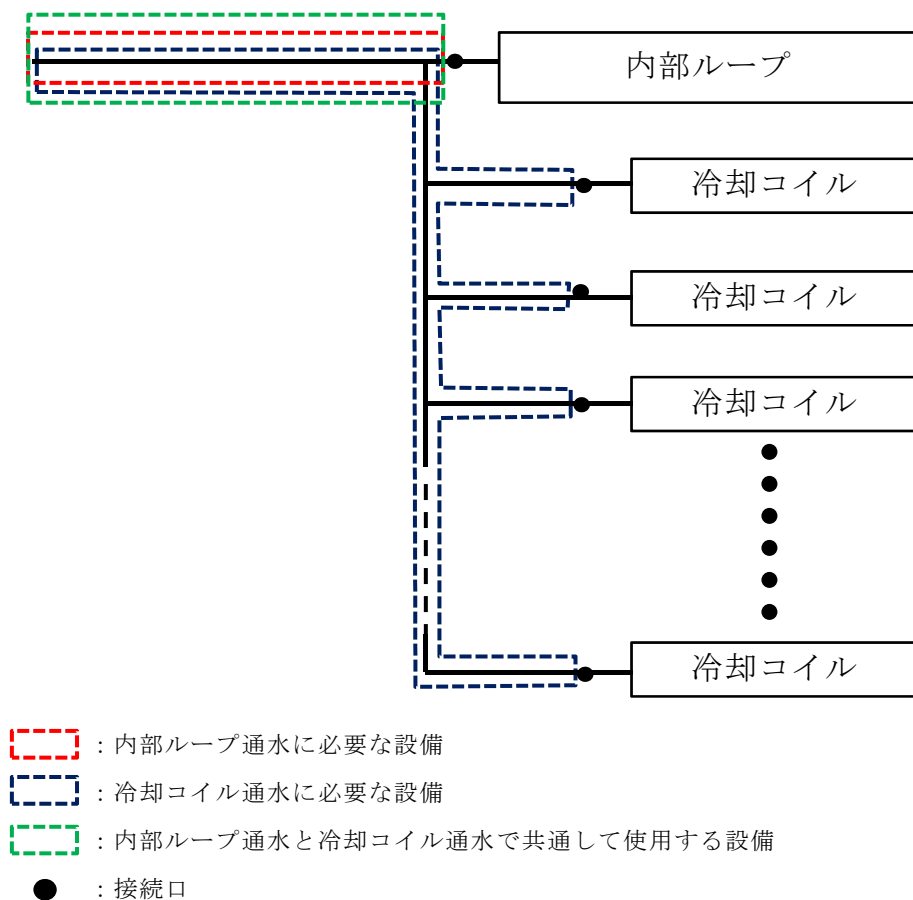 内部ループ
冷却コイル
冷却コイル
冷却コイル
冷却コイル
：内部ループ通水に必要な設備
：冷却コイル通水に必要な設備
：内部ループ通水と冷却コイル通水で共通して使用する設備
：接続口